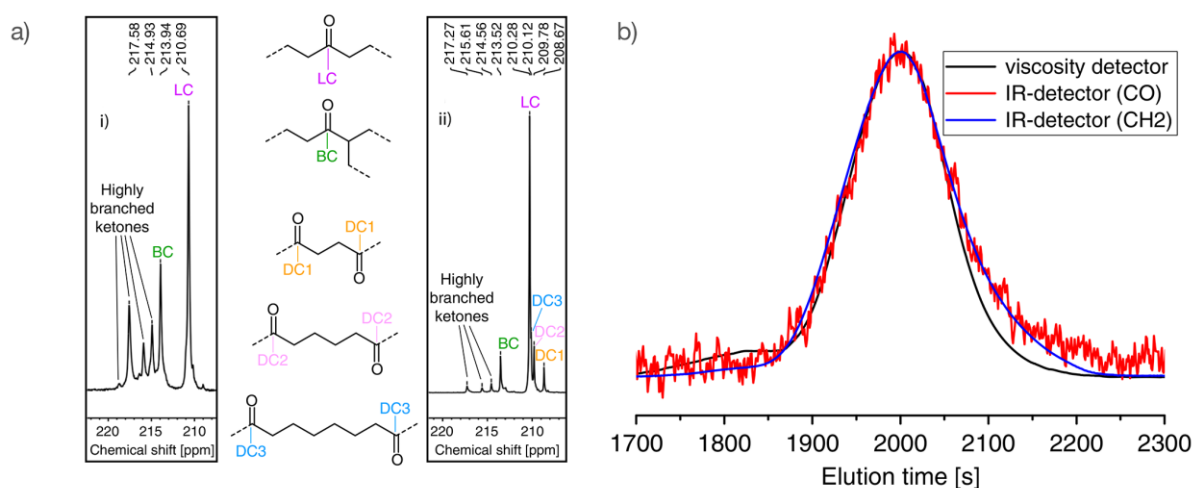 a)
217.58
214.93
213.94
210.69
LC
i)
Highly
branched
ketones
BC
220
215
210
Chemical shift [ppm]
O
LC
O
BC
O
DC1
DC1
O
O
DC2
DC2
O
O
DC3
DC3
O
217.27
215.61
214.56
213.52
210.28
210.12
209.78
208.67
LC
ii)
Highly
branched
ketones
DC3
DC2
BC
DC1
220
215
210
Chemical shift [ppm]
b)
viscosity detector
IR-detector (CO)
IR-detector (CH2)
1700 1800 1900 2000 2100 2200 2300
Elution time [s]